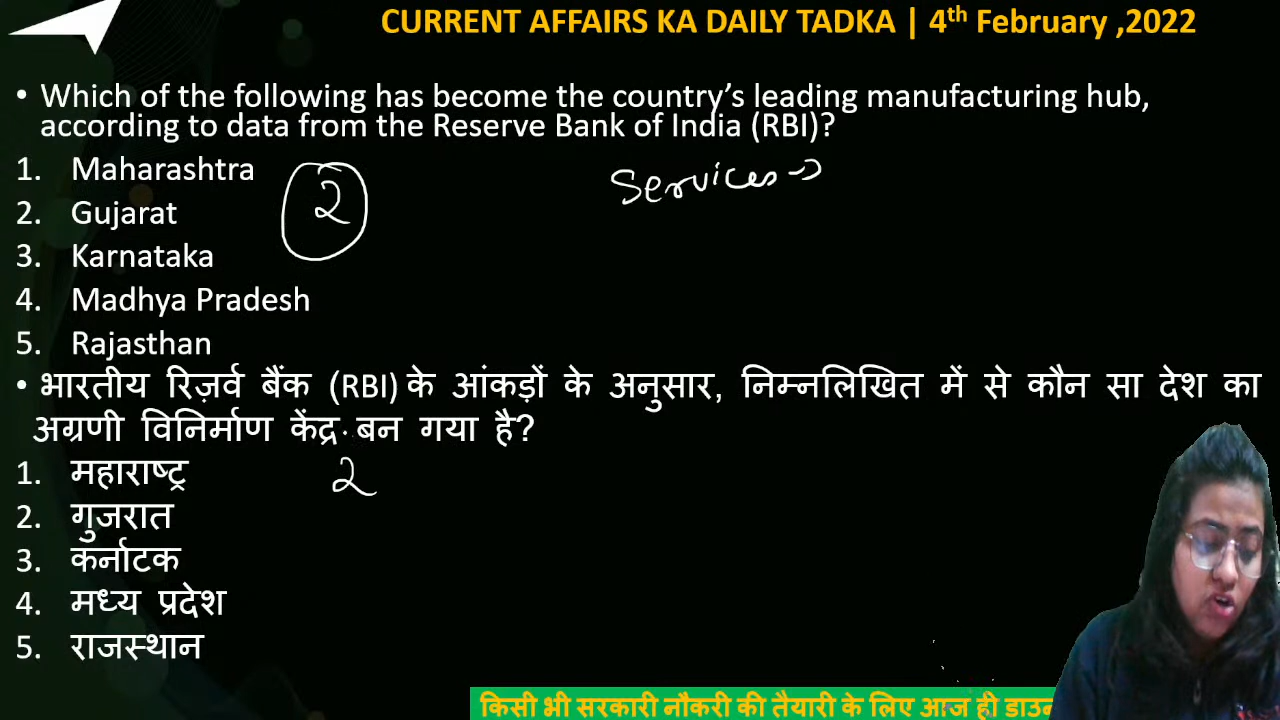 CURRENT AFFAIRS KA DAILY TADKA | 4th February ,2022
• Which of the following has become the country's leading manufacturing hub,
according to data from the Reserve Bank of India (RBI)?
1. Maharashtra
2. Gujarat
3. Karnataka
4. Madhya Pradesh
5. Rajasthan
2
Services →
• भारतीय रिज़र्व बैंक (RBI) के आंकड़ों के अनुसार, निम्नलिखित में से कौन सा देश का
अग्रणी विनिर्माण केंद्र बन गया है?
1. महाराष्ट्र
2. गुजरात
3. कर्नाटक
4. मध्य प्रदेश
5. राजस्थान
2
किसी भी सरकारी नौकरी की तैयारी के लिए आज ही डाउन